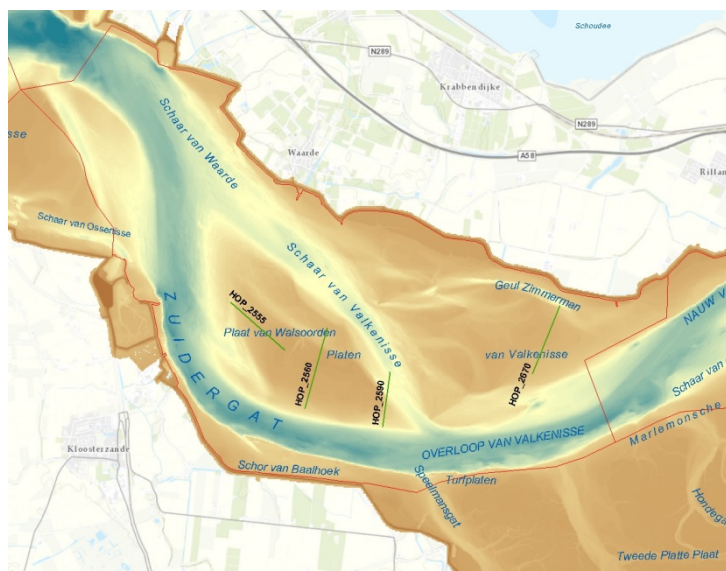 Schoudee
N289
Krabbendijke
N289
A58
Waarde
Rillan
Schaar van Waarde
sse
Schaar van Ossenisse
Schaar van Valkenisse
Geul Zimmerman
NAUW V
HOP_2555
ZUIDERGAT
Plaat van Walsoorden
Platen
van Valkenisse
HOP_2560
HOP_2590
HOP_2670
Schaar van
Marlemonsche
OVERLOOP VAN VALKENISSE
Kloosterzande
Schor van Baalhoek
Speelmansgat
Turfplaten
Hondega
Tweede Platte Plaat